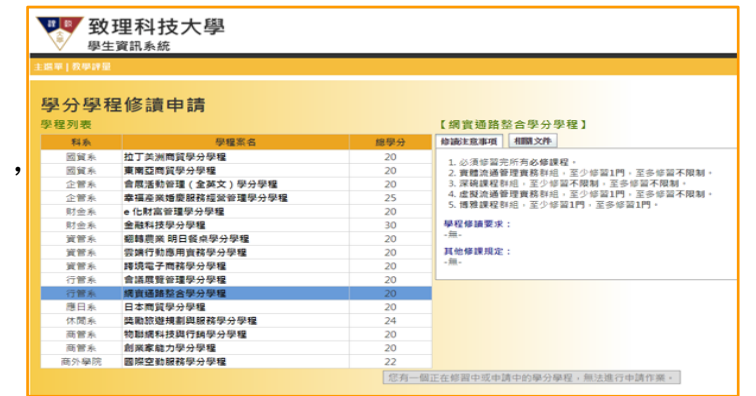 致理科技大學
學生資訊系統
主選單 | 教學評量
學分學程修讀申請
學程列表
科系 學程案名 總學分
國貿系 拉丁美洲商貿學分學程 20
國貿系 東南亞商貿學分學程 20
企管系 會展活動管理（全英文）學分學程 20
企管系 幸福產業婚慶服務經營管理學分學程 25
財金系 e 化財富管理學分學程 20
財金系 金融科技學分學程 30
資管系 翻轉農業 明日餐桌學分學程 20
資管系 雲端行動應用實務學分學程 20
資管系 跨境電子商務學分學程 20
行管系 會議展覽管理學分學程 20
行管系 網實通路整合學分學程 20
應日系 日本商貿學分學程 20
休閒系 獎勵旅遊規劃與服務學分學程 24
商管系 物聯網科技與行銷學分學程 20
商管系 創業家能力學分學程 20
商外學院 國際空勤服務學分學程 22
【網實通路整合學分學程】
修讀注意事項 相關文件
1. 必須修習完所有必修課程。
2. 實體流通管理實務群組，至少修習1門，至多修習不限制。
3. 深碗課程群組，至少修習不限制，至多修習不限制。
4. 虛擬流通管理實務群組，至少修習1門，至多修習不限制。
5. 博雅課程群組，至少修習1門，至多修習1門。
學程修讀要求：
-無-
其他修課規定：
-無-
您有一個正在修習中或申請中的學分學程，無法進行申請作業。
，